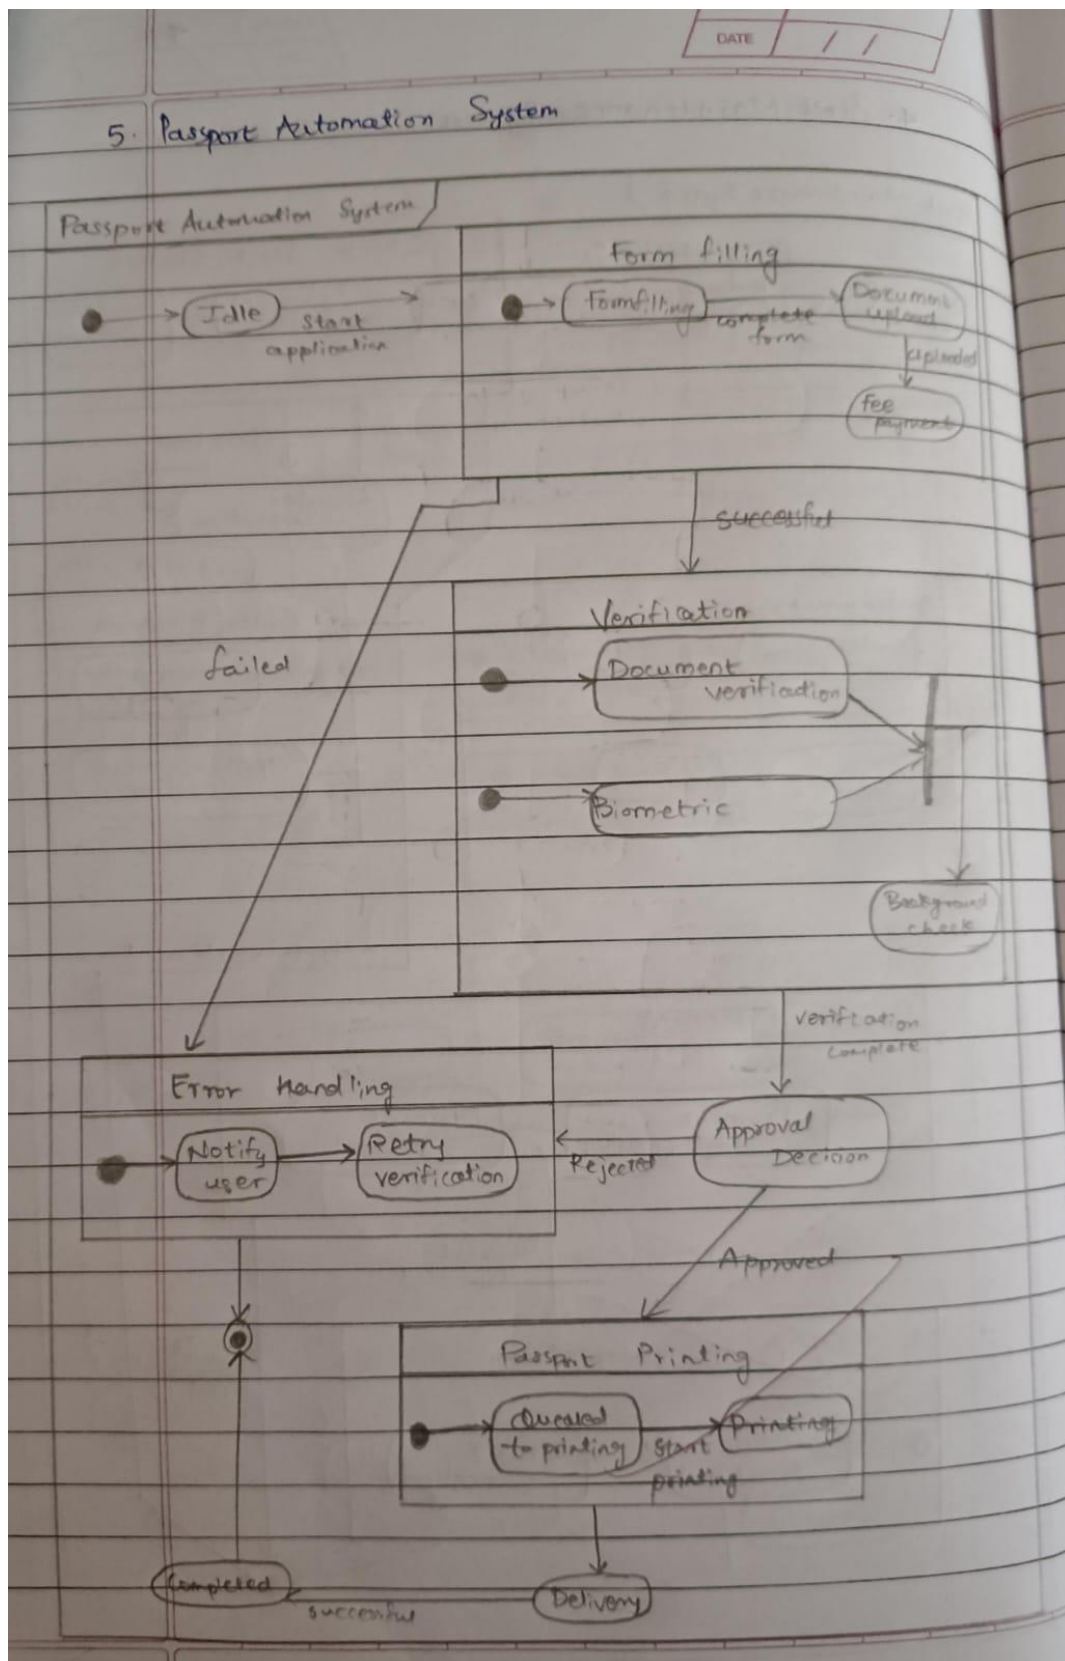 DATE / /
5. Passport Automation System
Passport Automation System
Form filling
Idle
Start
application
Formfilling
complete
form
Document
upload
Uploaded
Fee
payment
successful
failed
Verification
Document
verification
Biometric
Background
check
verification
complete
Error Handling
Notify
user
Retry
verification
Rejected
Approval
Decision
Approved
Passport Printing
Queued
to printing
Start
printing
Printing
Completed
successful
Delivery